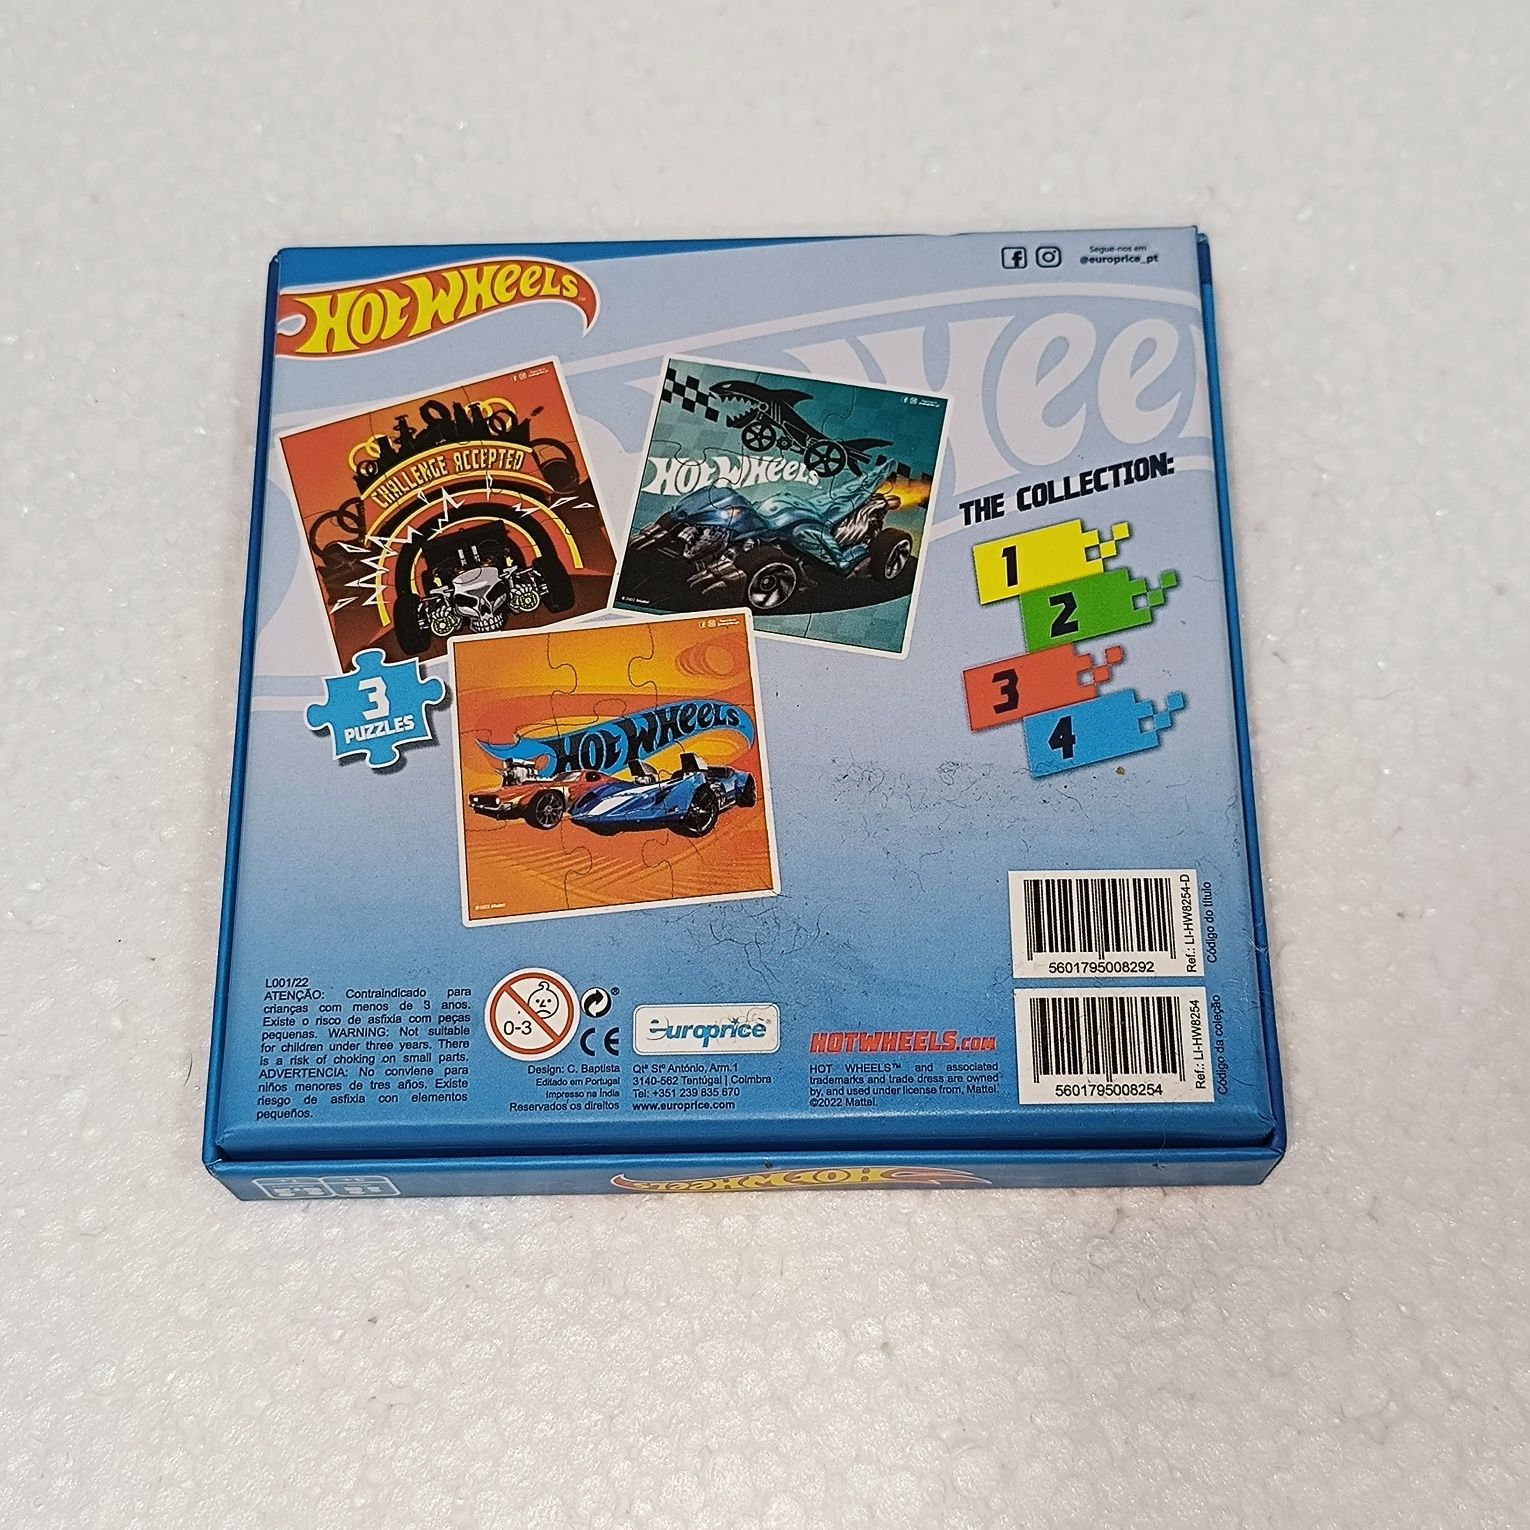 HOT WHEELS™
Segue-nos em
@europrice_pt
CHALLENGE ACCEPTED
HOT WHEELS
HOT WHEELS
3
PUZZLES
THE COLLECTION:
1
2
3
4
L001/22
ATENÇÃO: Contraindicado para
crianças com menos de 3 anos.
Existe o risco de asfixia com peças
pequenas. WARNING: Not suitable
for children under three years. There
is a risk of choking on small parts.
ADVERTENCIA: No conviene para
niños menores de tres años. Existe
riesgo de asfixia con elementos
pequeños.
0-3
CE
Design: C. Baptista
Editado em Portugal
Impresso na Índia
Reservados os direitos
europrice
Qtª Stº António, Arm.1
3140-562 Tentúgal | Coimbra
Tel: +351 239 835 670
www.europrice.com
HOTWHEELS.COM
HOT WHEELS™ and associated
trademarks and trade dress are owned
by, and used under license from, Mattel.
©2022 Mattel.
5601795008292
Ref.: LI-HW8254-D
Código do título
5601795008254
Ref.: LI-HW8254
Código da coleção
HOT WHEELS